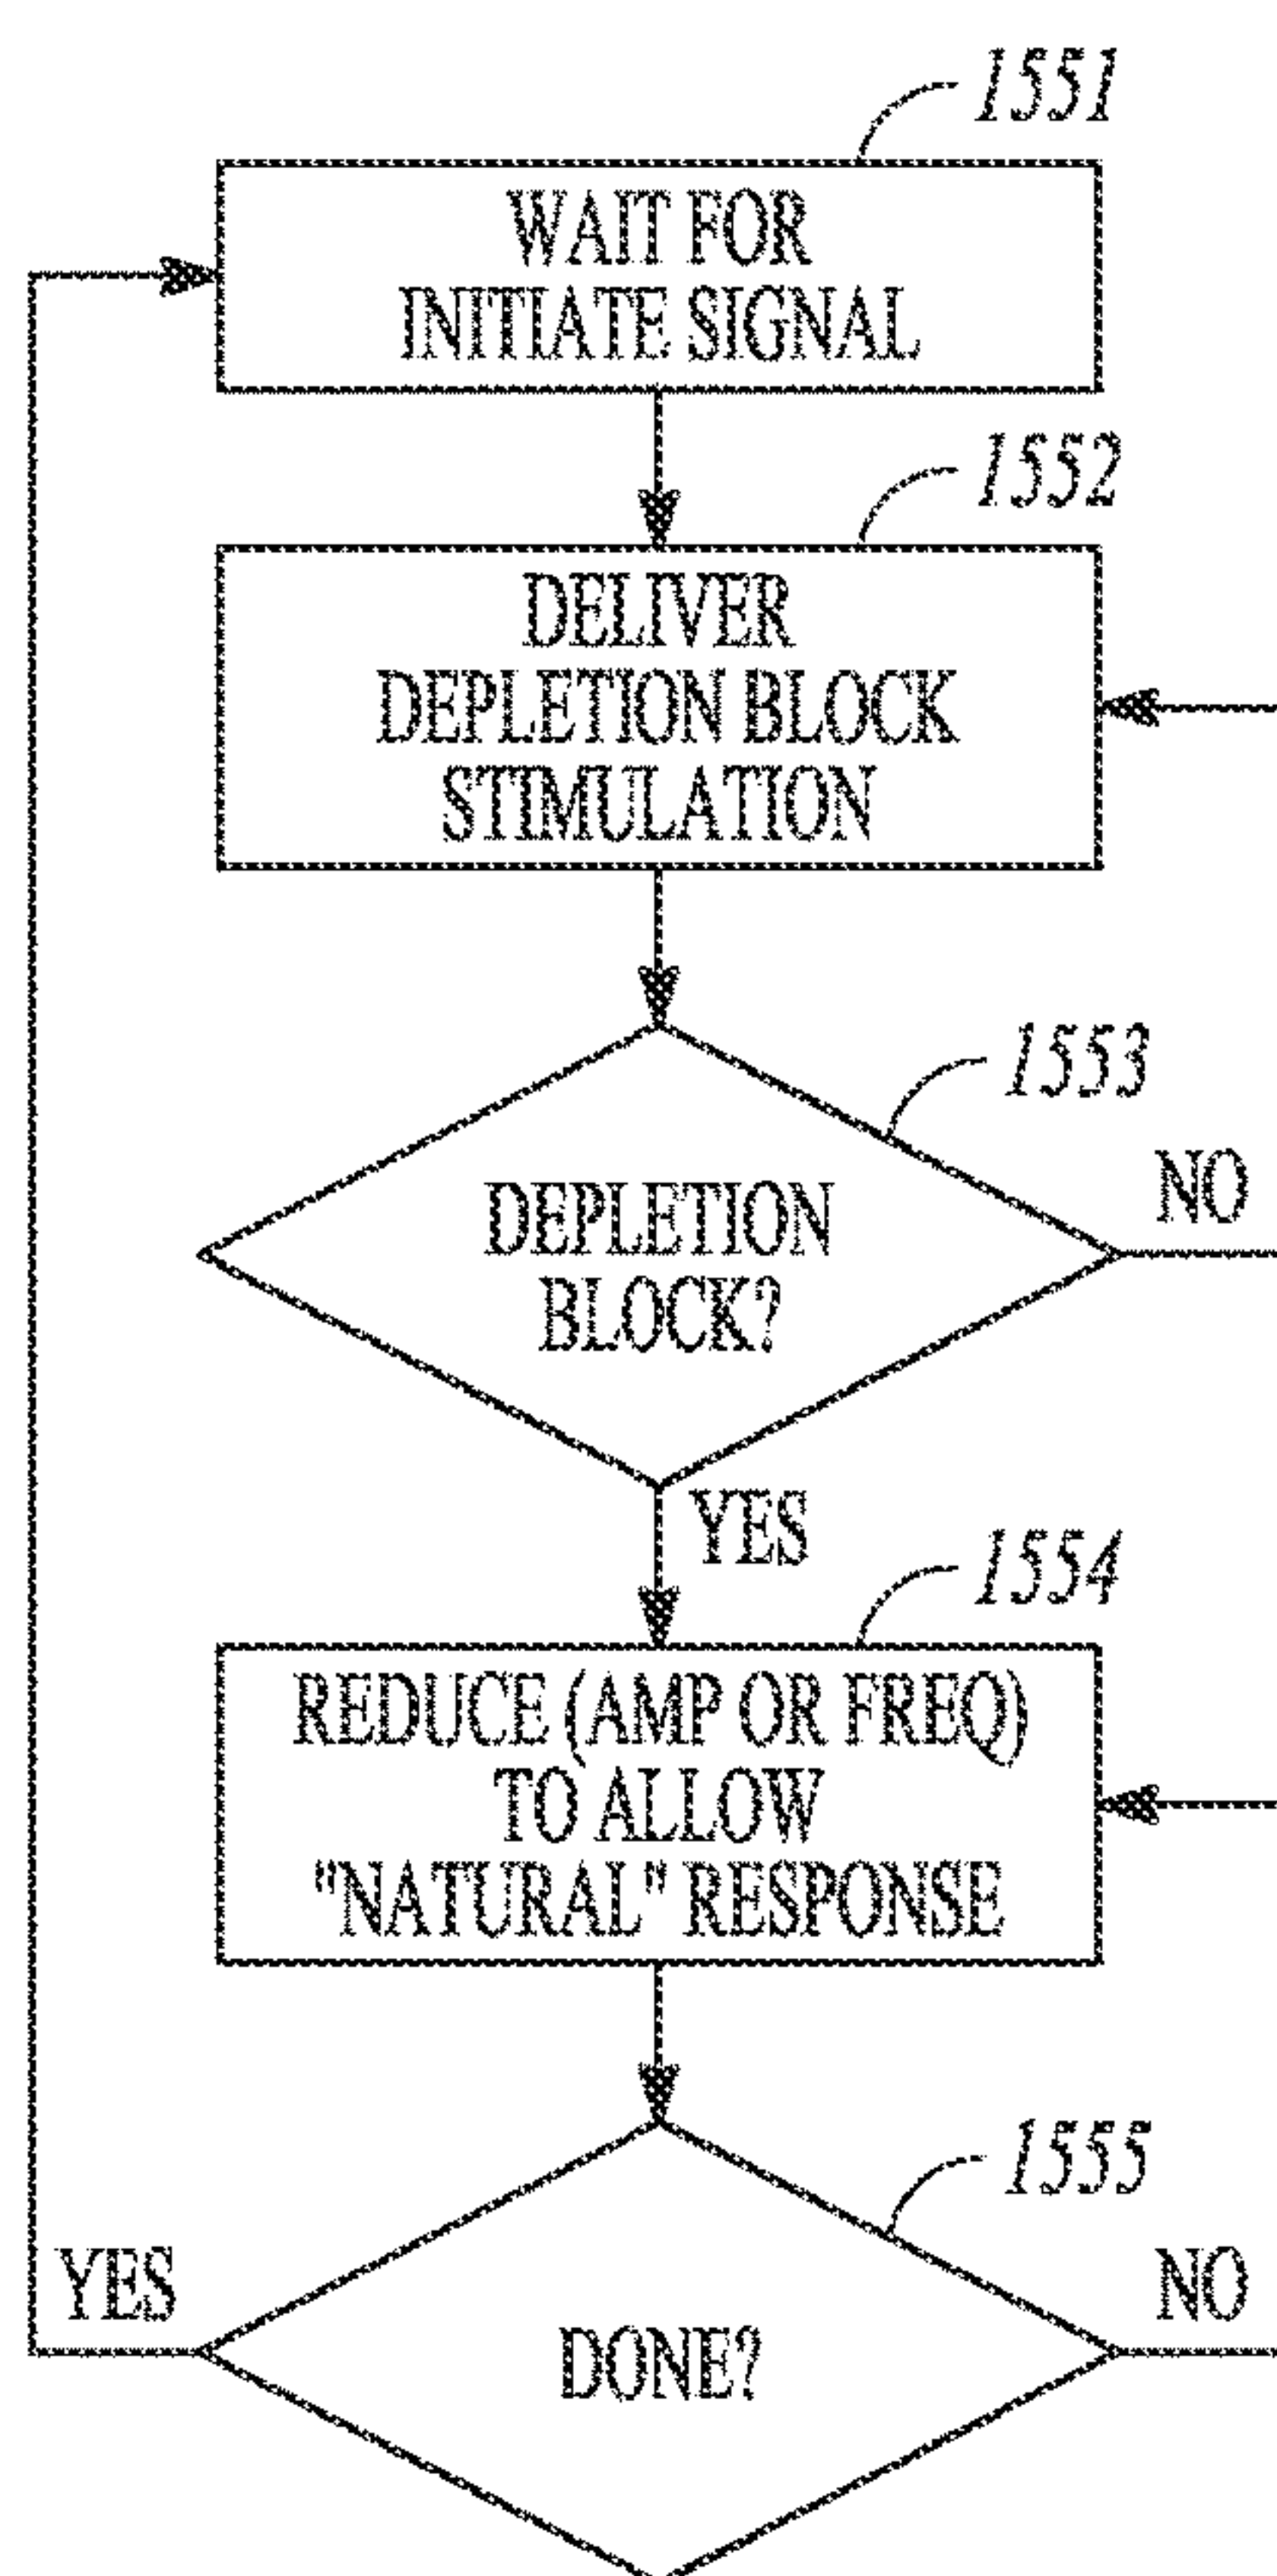 1551
WAIT FOR
INITIATE SIGNAL
1552
DELIVER
DEPLETION BLOCK
STIMULATION
1553
DEPLETION
BLOCK?
NO
YES
1554
REDUCE (AMP OR FREQ)
TO ALLOW
"NATURAL" RESPONSE
1555
YES
DONE?
NO